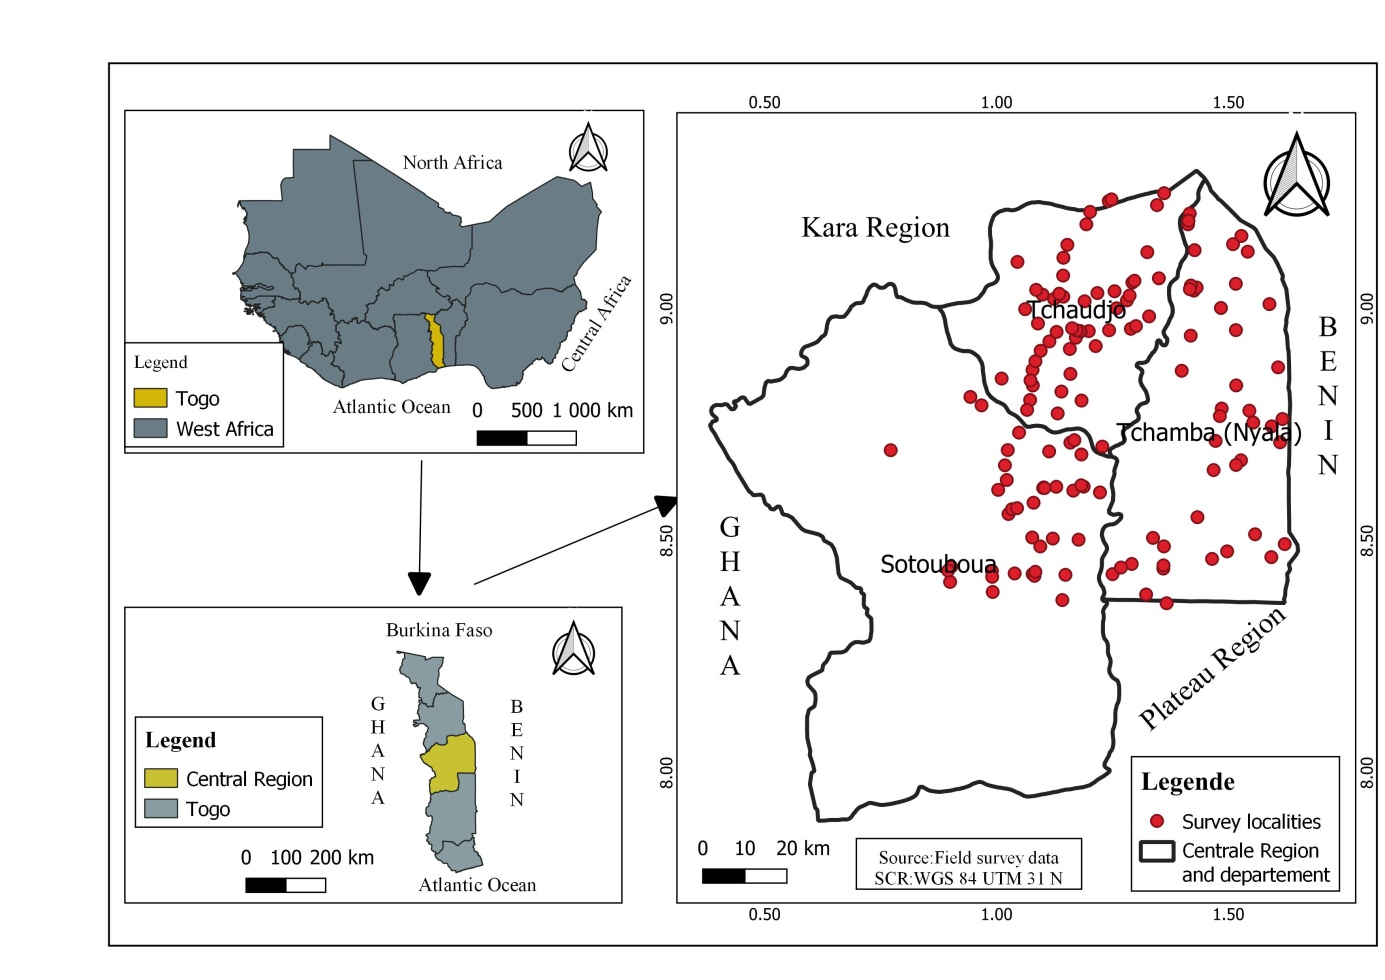 North Africa
Central Africa
Legend
Togo
West Africa
Atlantic Ocean
0 500 1 000 km
Burkina Faso
GHANA
BENIN
Legend
Central Region
Togo
0 100 200 km
Atlantic Ocean
0.50 1.00 1.50
Kara Region
9.00
9.00
Tchaudjo
BENIN
Tchamba (Nyala)
GHANA
8.50
8.50
Sotouboua
Plateau Region
8.00
8.00
Legende
Survey localities
Centrale Region
and departement
0 10 20 km
Source:Field survey data
SCR:WGS 84 UTM 31 N
0.50 1.00 1.50